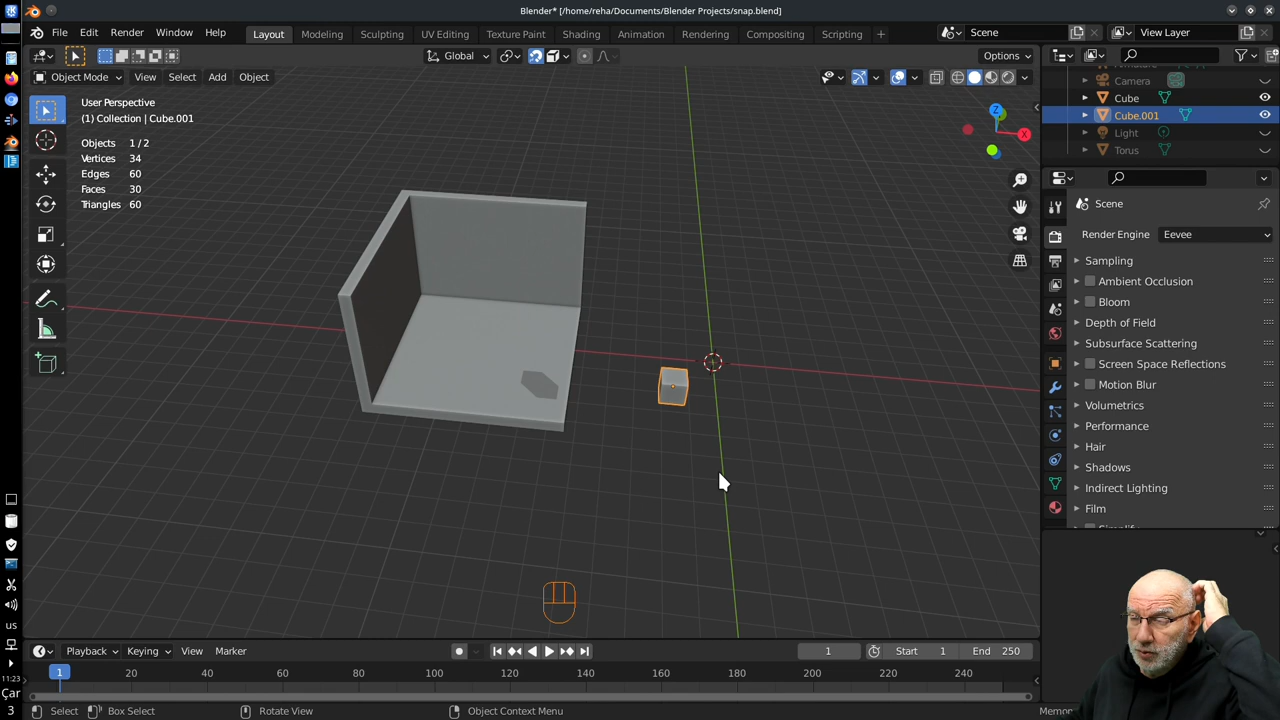 Blender* [/home/reha/Documents/Blender Projects/snap.blend]
File Edit Render Window Help Layout Modeling Sculpting UV Editing Texture Paint Shading Animation Rendering Compositing Scripting + Scene View Layer
Global Options
Object Mode View Select Add Object
User Perspective
(1) Collection | Cube.001
Objects 1 / 2
Vertices 34
Edges 60
Faces 30
Triangles 60
Z
X
Camera
Cube
Cube.001
Light
Torus
Scene
Render Engine Eevee
Sampling
Ambient Occlusion
Bloom
Depth of Field
Subsurface Scattering
Screen Space Reflections
Motion Blur
Volumetrics
Performance
Hair
Shadows
Indirect Lighting
Film
us
11:23
Çar
3
Playback Keying View Marker 1 Start 1 End 250
1 20 40 60 80 100 120 140 160 180 200 220 240
Select Box Select Rotate View Object Context Menu